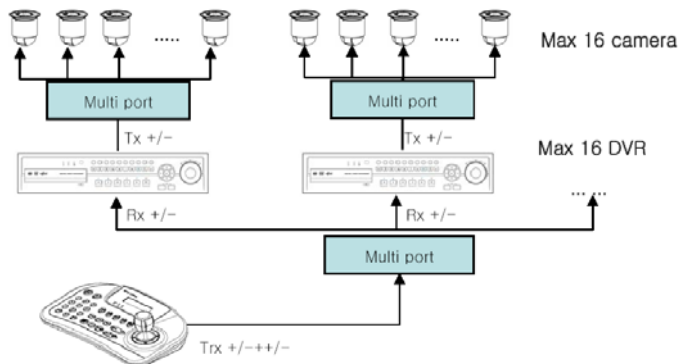 ..... .....
Max 16 camera
Multi port Multi port
Tx +/- Tx +/-
Max 16 DVR
... ...
Rx +/- Rx +/-
Multi port
Trx +/-++/-